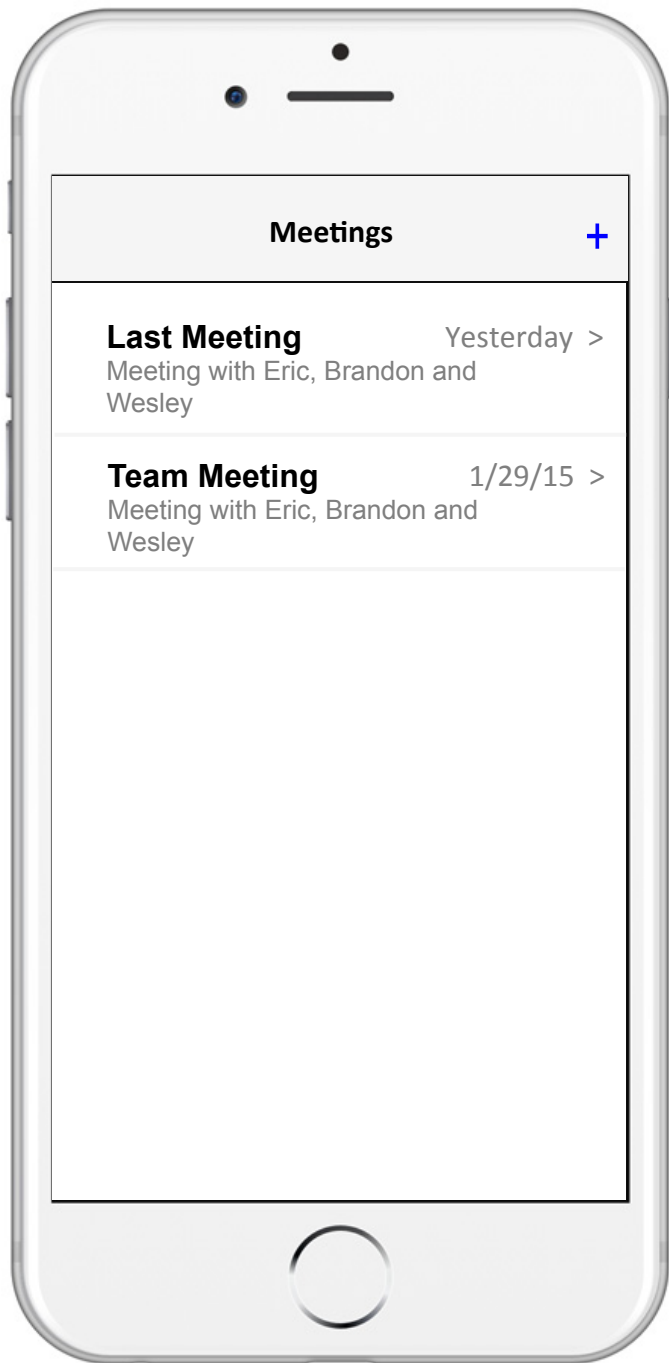 Meetings +
Last Meeting Yesterday >
Meeting with Eric, Brandon and
Wesley
Team Meeting 1/29/15 >
Meeting with Eric, Brandon and
Wesley